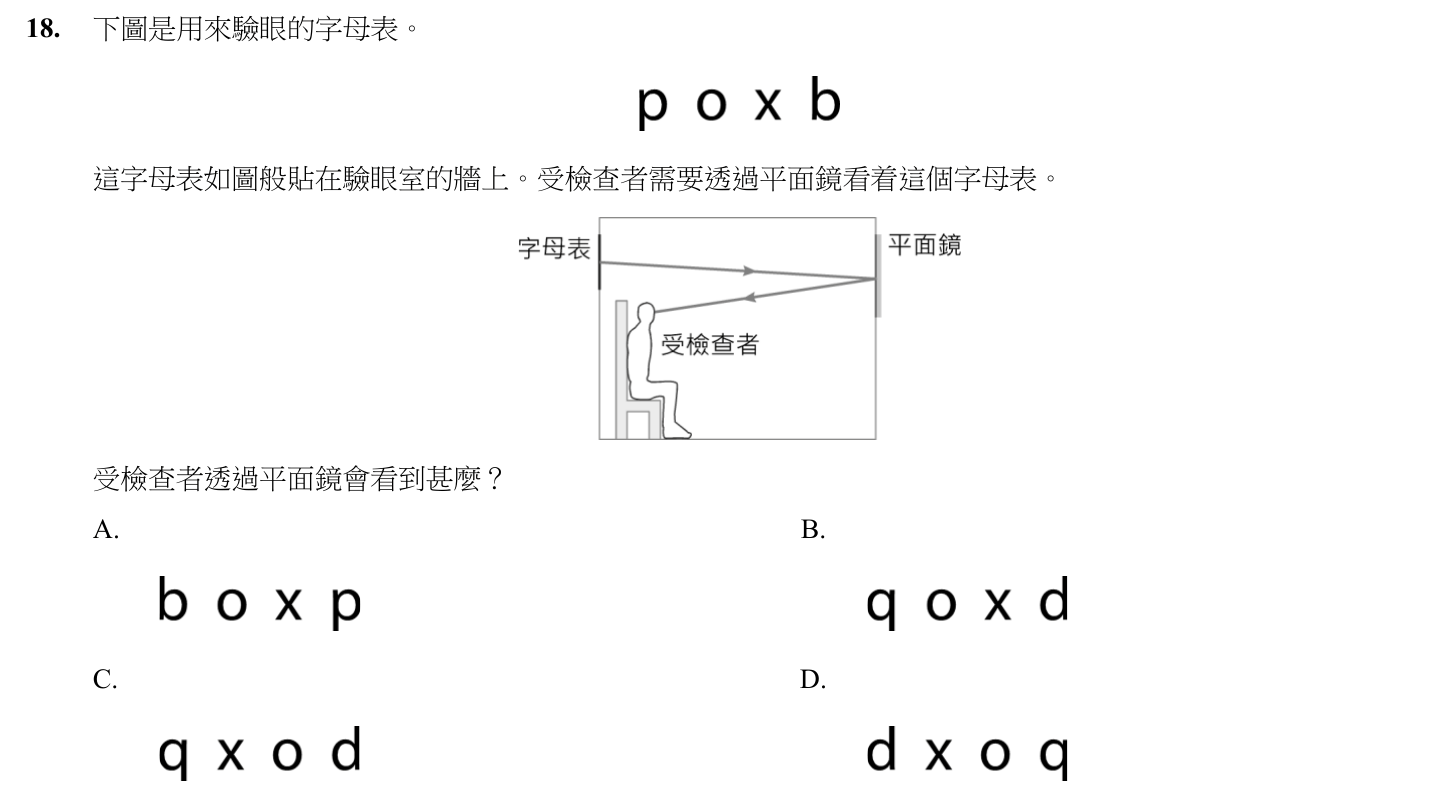 18. 下圖是用來驗眼的字母表。
p o x b
這字母表如圖般貼在驗眼室的牆上。受檢查者需要透過平面鏡看着這個字母表。
字母表 平面鏡
受檢查者
受檢查者透過平面鏡會看到甚麼？
A. B.
b o x p q o x d
C. D.
q x o d d x o q